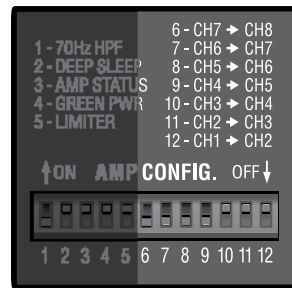 1 - 70Hz HPF
2 - DEEP SLEEP
3 - AMP STATUS
4 - GREEN PWR
5 - LIMITER
6 - CH7 → CH8
7 - CH6 → CH7
8 - CH5 → CH6
9 - CH4 → CH5
10 - CH3 → CH4
11 - CH2 → CH3
12 - CH1 → CH2
↑ON AMP CONFIG. OFF↓
1 2 3 4 5 6 7 8 9 10 11 12